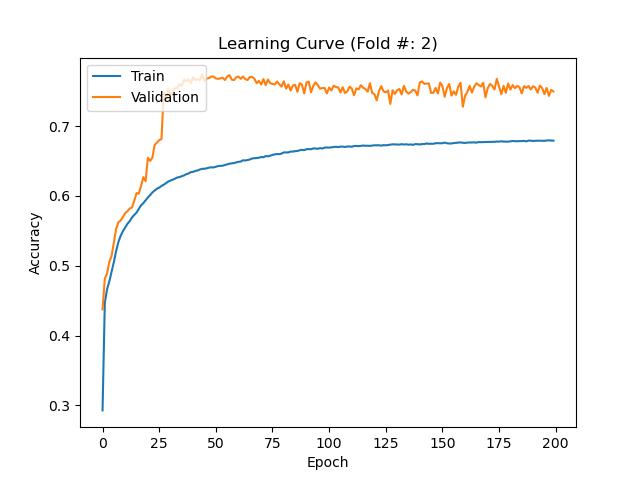 Learning Curve (Fold #: 2)
Train
Validation
Accuracy
0.7
0.6
0.5
0.4
0.3
0 25 50 75 100 125 150 175 200
Epoch